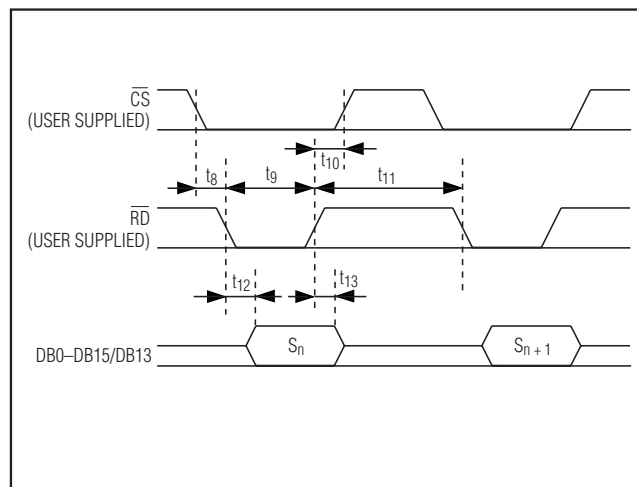 CS
(USER SUPPLIED)
t10
t8
t9
t11
RD
(USER SUPPLIED)
t12
t13
DB0–DB15/DB13
Sn
Sn + 1